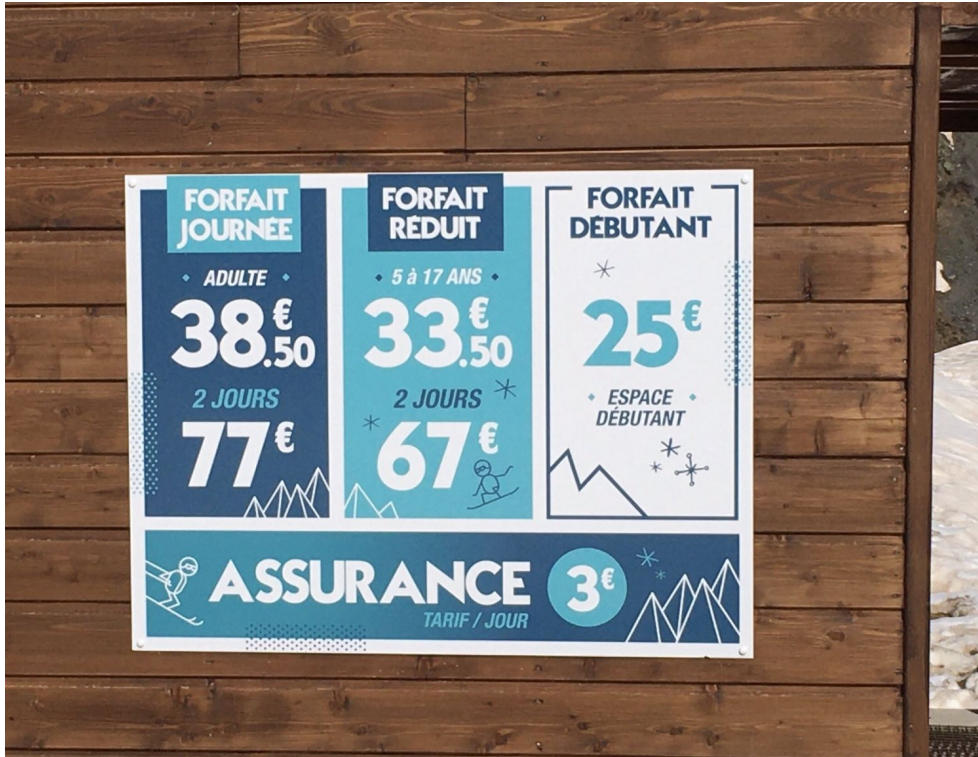 FORFAIT
JOURNÉE
ADULTE
38.50€
2 JOURS
77€
FORFAIT
RÉDUIT
5 à 17 ANS
33.50€
2 JOURS
67€
FORFAIT
DÉBUTANT
25€
ESPACE
DÉBUTANT
ASSURANCE 3€
TARIF / JOUR